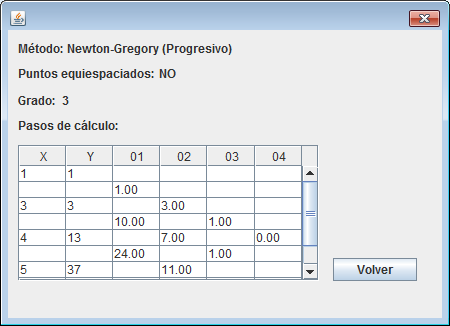 Método: Newton-Gregory (Progresivo)
Puntos equiespaciados: NO
Grado: 3
Pasos de cálculo:
X Y 01 02 03 04
1 1
1.00
3 3 3.00
10.00 1.00
4 13 7.00 0.00
24.00 1.00
5 37 11.00
Volver